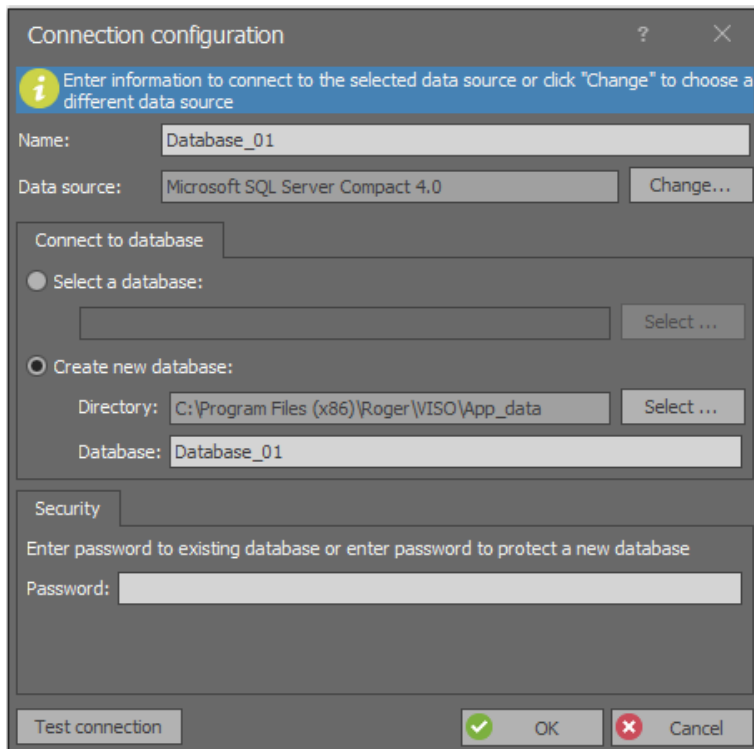 Connection configuration
?
i
Enter information to connect to the selected data source or click "Change" to choose a
different data source
Name: Database_01
Data source: Microsoft SQL Server Compact 4.0 Change...
Connect to database
Select a database:
Select ...
Create new database:
Directory: C:\Program Files (x86)\Roger\VISO\App_data Select ...
Database: Database_01
Security
Enter password to existing database or enter password to protect a new database
Password:
Test connection OK Cancel